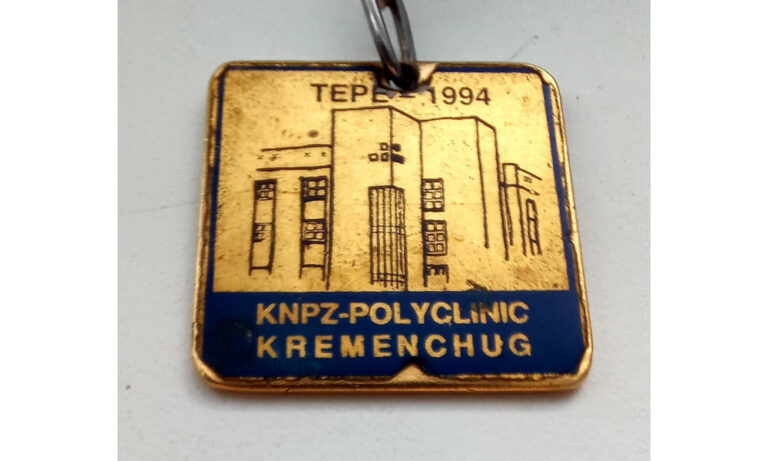 TEPE - 1994
KNPZ-POLYCLINIC
KREMENCHUG